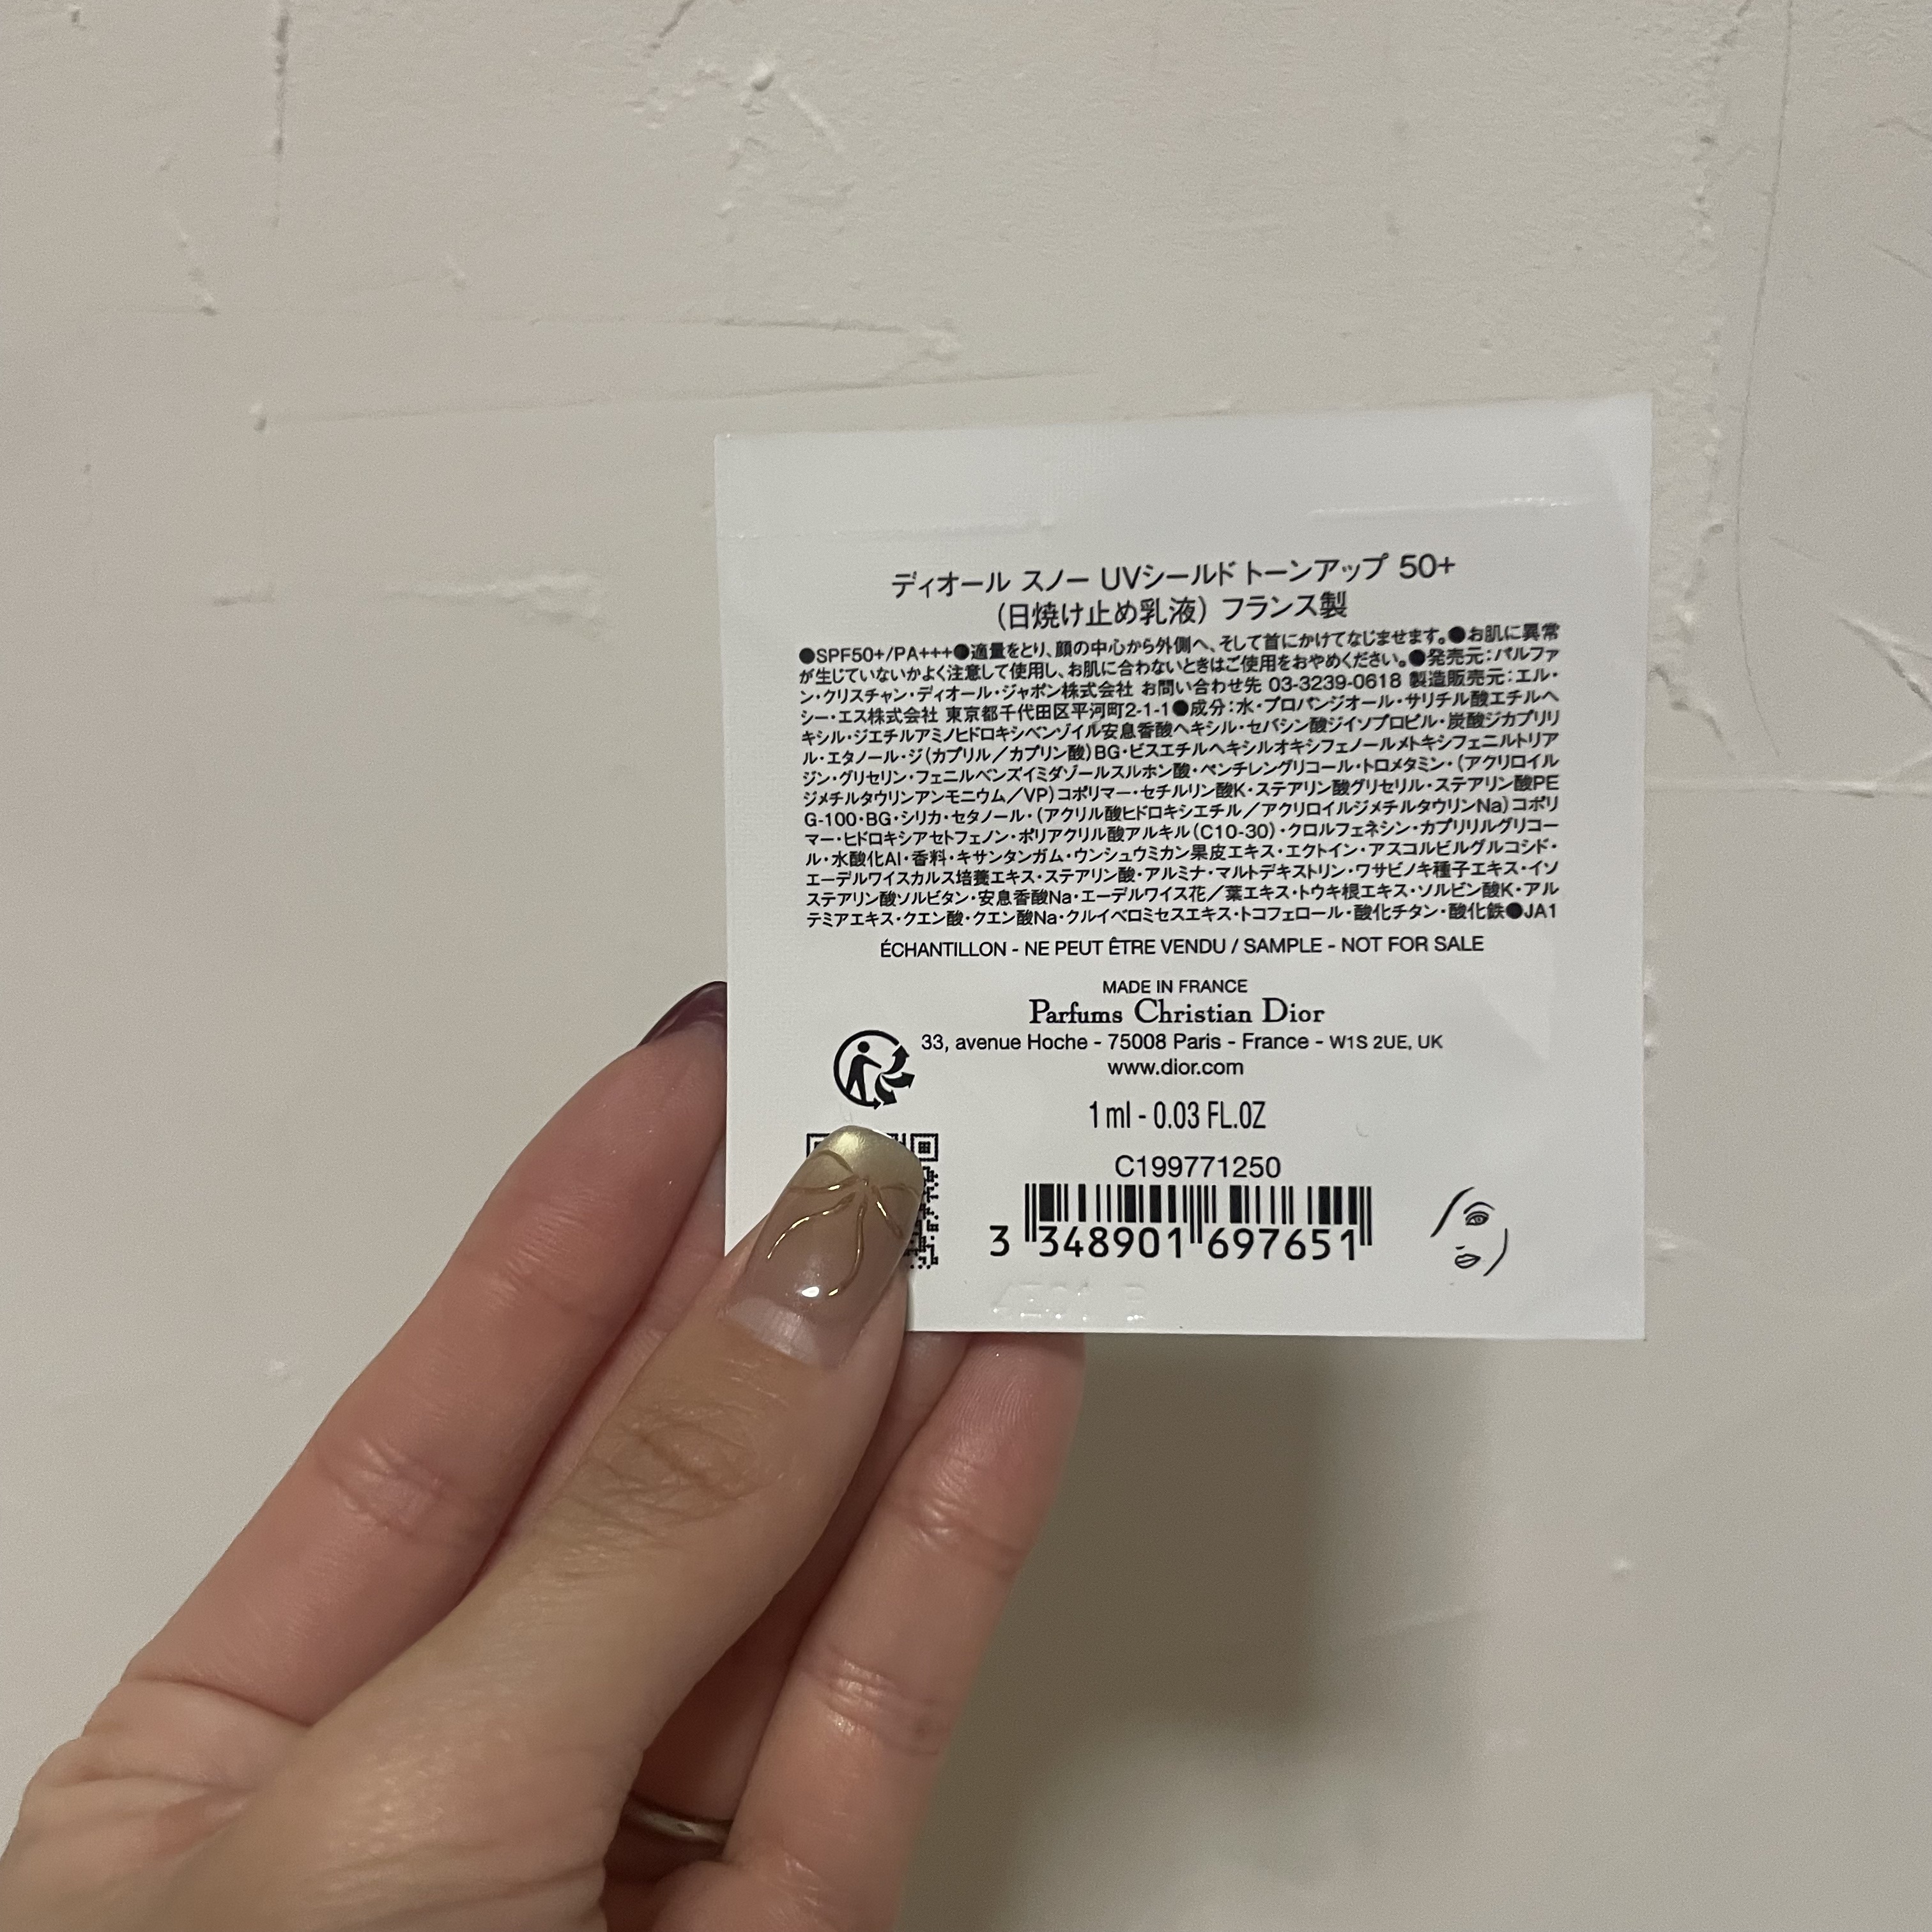 ディオール スノー UVシールド トーンアップ 50+
(日焼け止め乳液) フランス製
●SPF50+/PA+++●適量をとり、顔の中心から外側へ、そして首にかけてなじませます。●お肌に異常
が生じていないかよく注意して使用し、お肌に合わないときはご使用をおやめください。●発売元:パルファ
ン・クリスチャン・ディオール・ジャポン株式会社 お問い合わせ先 03-3239-0618 製造販売元:エル・
シー・エス株式会社 東京都千代田区平河町2-1-1●成分:水・プロパンジオール・サリチル酸エチルヘ
キシル・ジエチルアミノヒドロキシベンゾイル安息香酸ヘキシル・セバシン酸ジイソプロピル・炭酸ジカプリリ
ル・エタノール・ジ(カプリル/カプリン酸)BG・ビスエチルヘキシルオキシフェノールメトキシフェニルトリア
ジン・グリセリン・フェニルベンズイミダゾールスルホン酸・ペンチレングリコール・トロメタミン・(アクリロイル
ジメチルタウリンアンモニウム/VP)コポリマー・セチルリン酸K・ステアリン酸グリセリル・ステアリン酸PE
G-100・BG・シリカ・セタノール・(アクリル酸ヒドロキシエチル/アクリロイルジメチルタウリンNa)コポリ
マー・ヒドロキシアセトフェノン・ポリアクリル酸アルキル(C10-30)・クロルフェネシン・カプリリルグリコー
ル・水酸化Al・香料・キサンタンガム・ウンシュウミカン果皮エキス・エクトイン・アスコルビルグルコシド・
エーデルワイスカルス培養エキス・ステアリン酸・アルミナ・マルトデキストリン・ワサビノキ種子エキス・イソ
ステアリン酸ソルビタン・安息香酸Na・エーデルワイス花/葉エキス・トウキ根エキス・ソルビン酸K・アル
テミアエキス・クエン酸・クエン酸Na・クルイベロミセスエキス・トコフェロール・酸化チタン・酸化鉄●JA1
ÉCHANTILLON - NE PEUT ÊTRE VENDU / SAMPLE - NOT FOR SALE
MADE IN FRANCE
Parfums Christian Dior
33, avenue Hoche - 75008 Paris - France - W1S 2UE, UK
www.dior.com
1 ml - 0.03 FL.OZ
C199771250
3 348901 697651